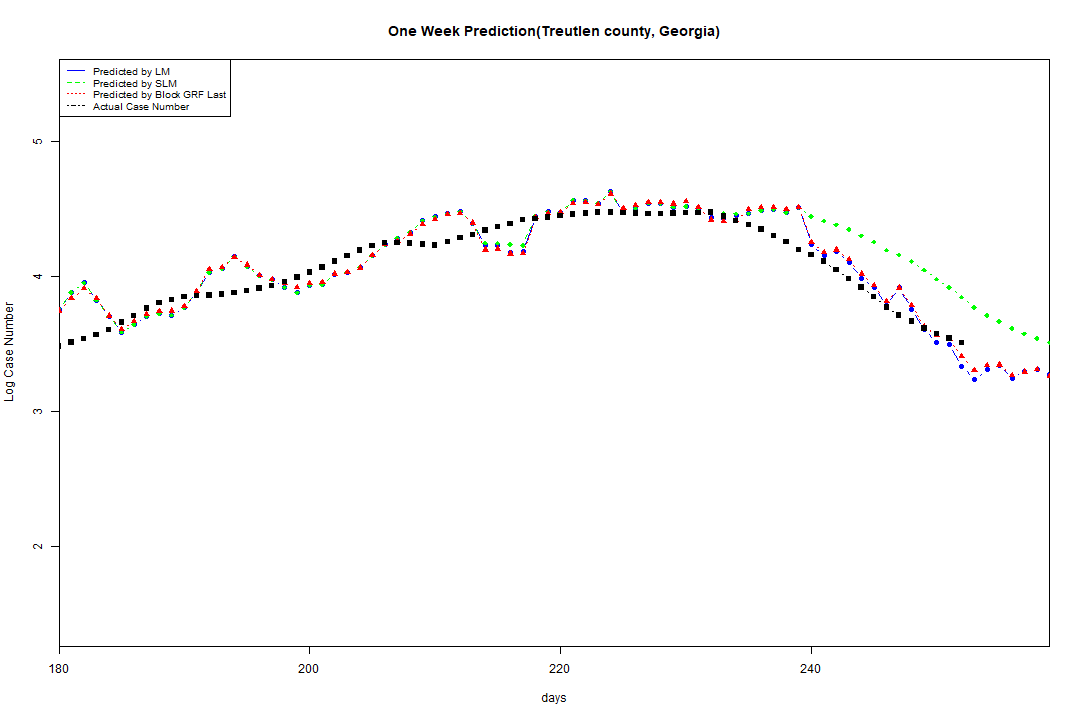 One Week Prediction(Treutlen county, Georgia)
Predicted by LM
Predicted by SLM
Predicted by Block GRF Last
Actual Case Number
5
4
3
2
Log Case Number
180 200 220 240
days